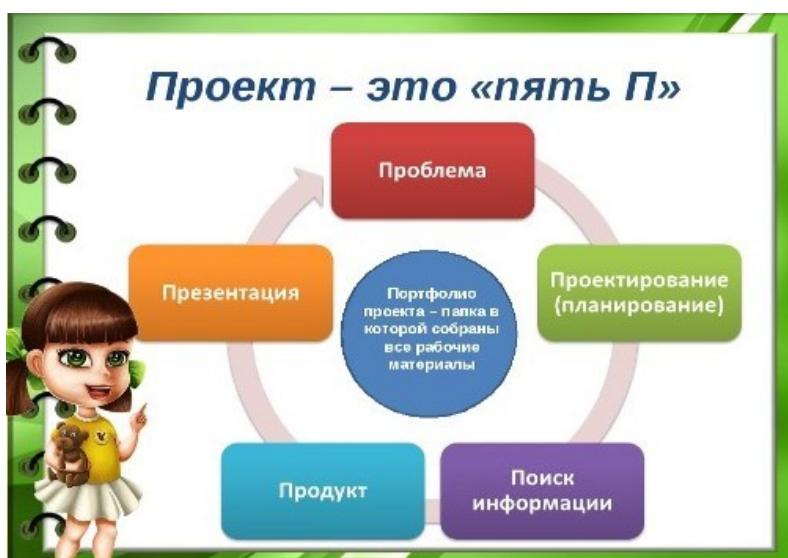 Проект – это «пять П»
Проблема
Проектирование
(планирование)
Поиск
информации
Продукт
Презентация
Портфолио
проекта – папка в
которой собраны
все рабочие
материалы